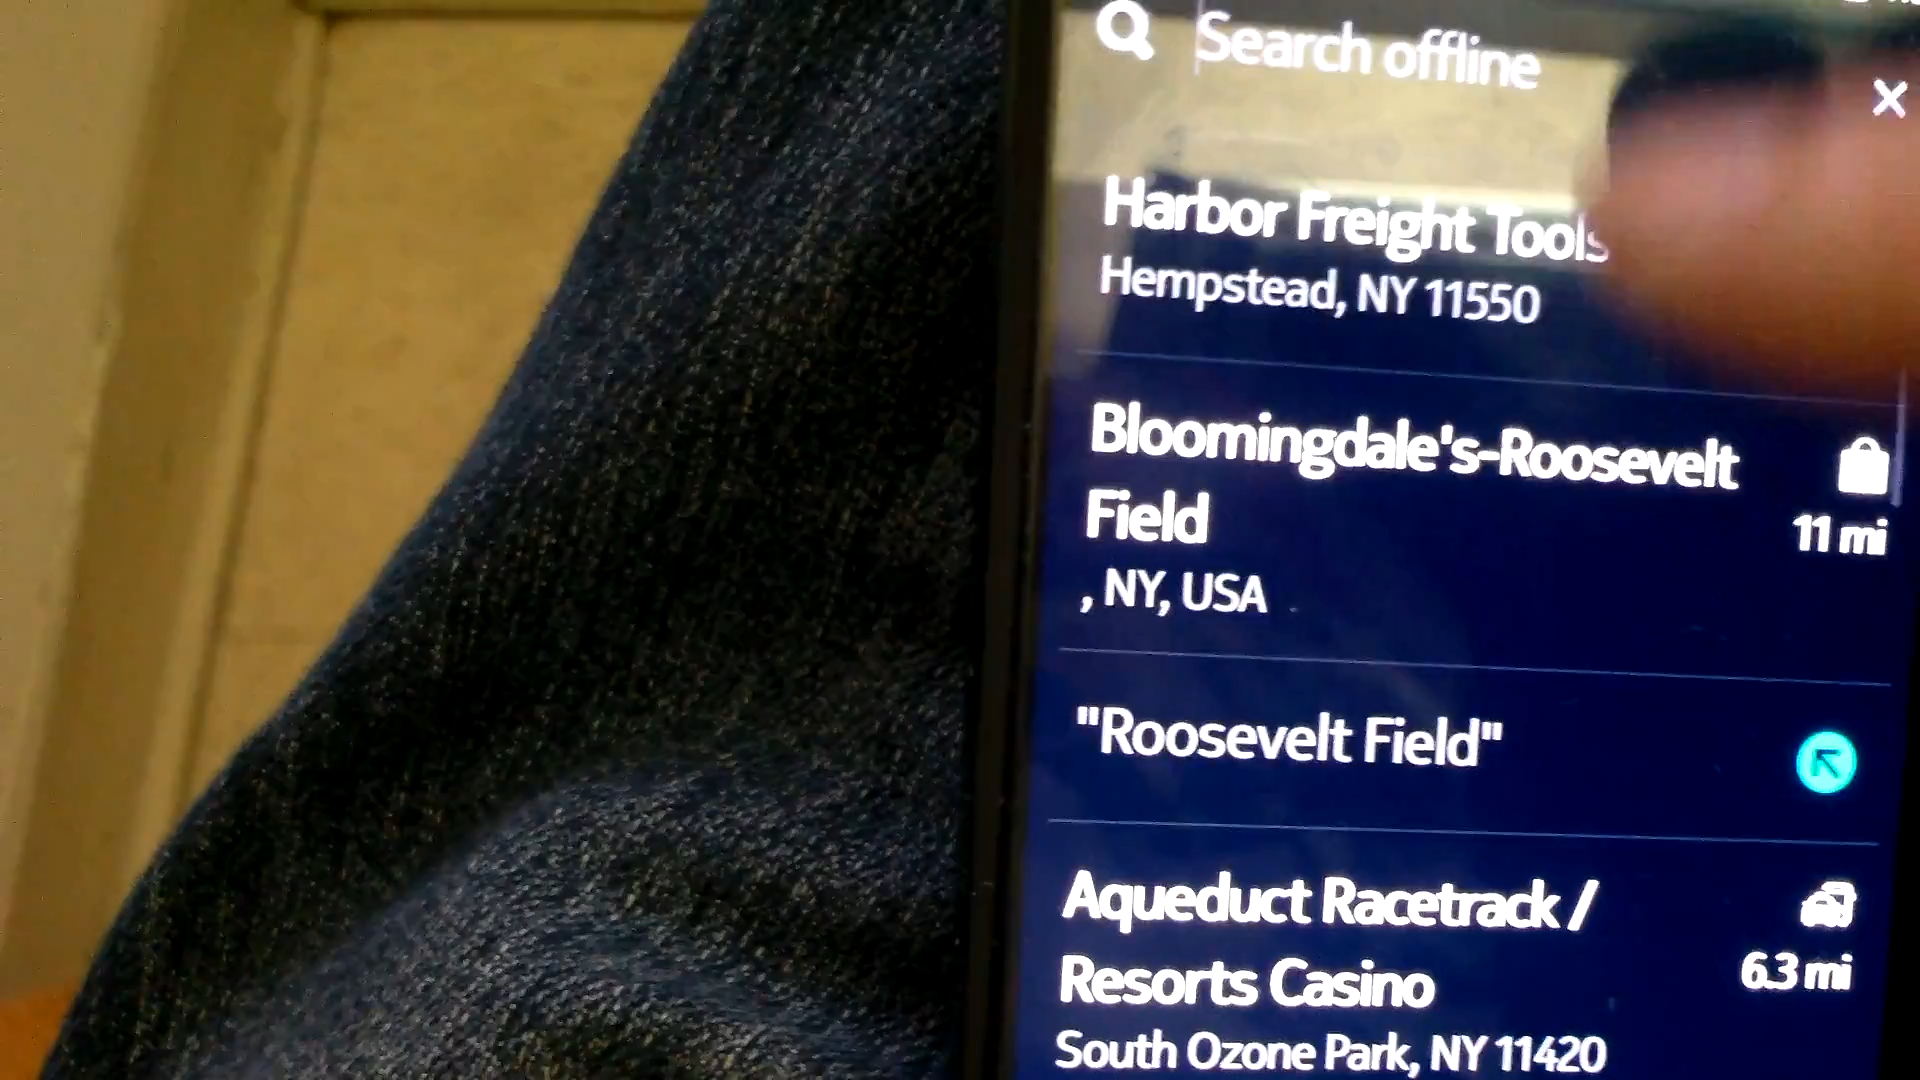 Search offline
Harbor Freight Tools
Hempstead, NY 11550
Bloomingdale's-Roosevelt
Field
11 mi
, NY, USA
"Roosevelt Field"
Aqueduct Racetrack /
Resorts Casino
6.3 mi
South Ozone Park, NY 11420